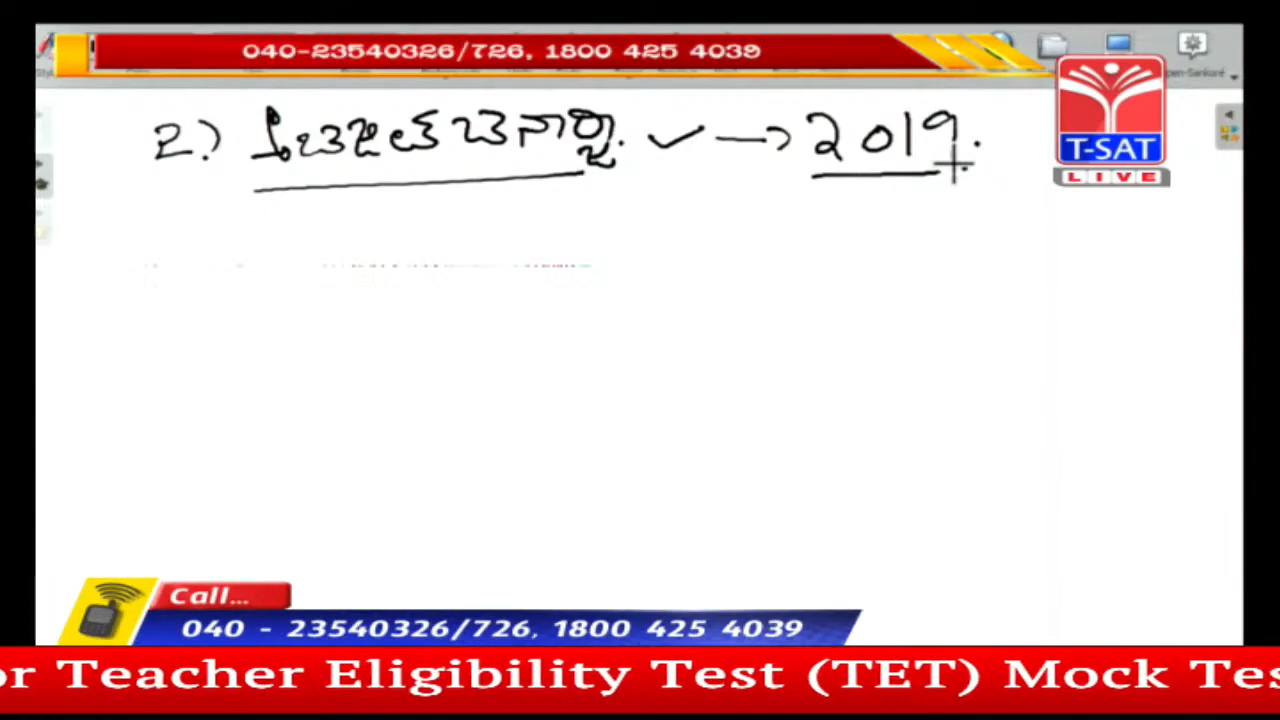 040-23540326/726, 1800 425 4039
2.) → 2019.
T-SAT
LIVE
Call...
040 - 23540326/726, 1800 425 4039
or Teacher Eligibility Test (TET) Mock Tes